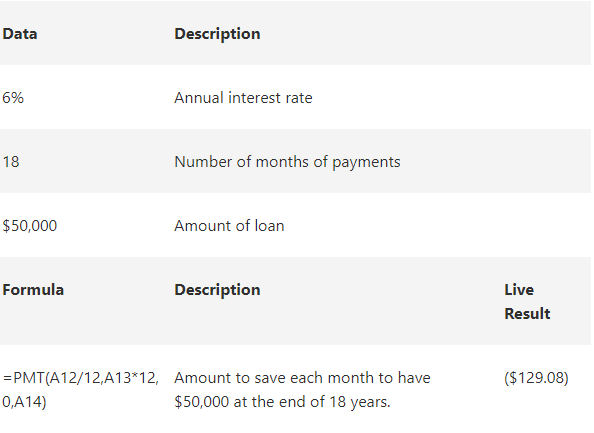 Data Description
6% Annual interest rate
18 Number of months of payments
$50,000 Amount of loan
Formula Description Live
Result
=PMT(A12/12,A13*12, Amount to save each month to have ($129.08)
0,A14) $50,000 at the end of 18 years.